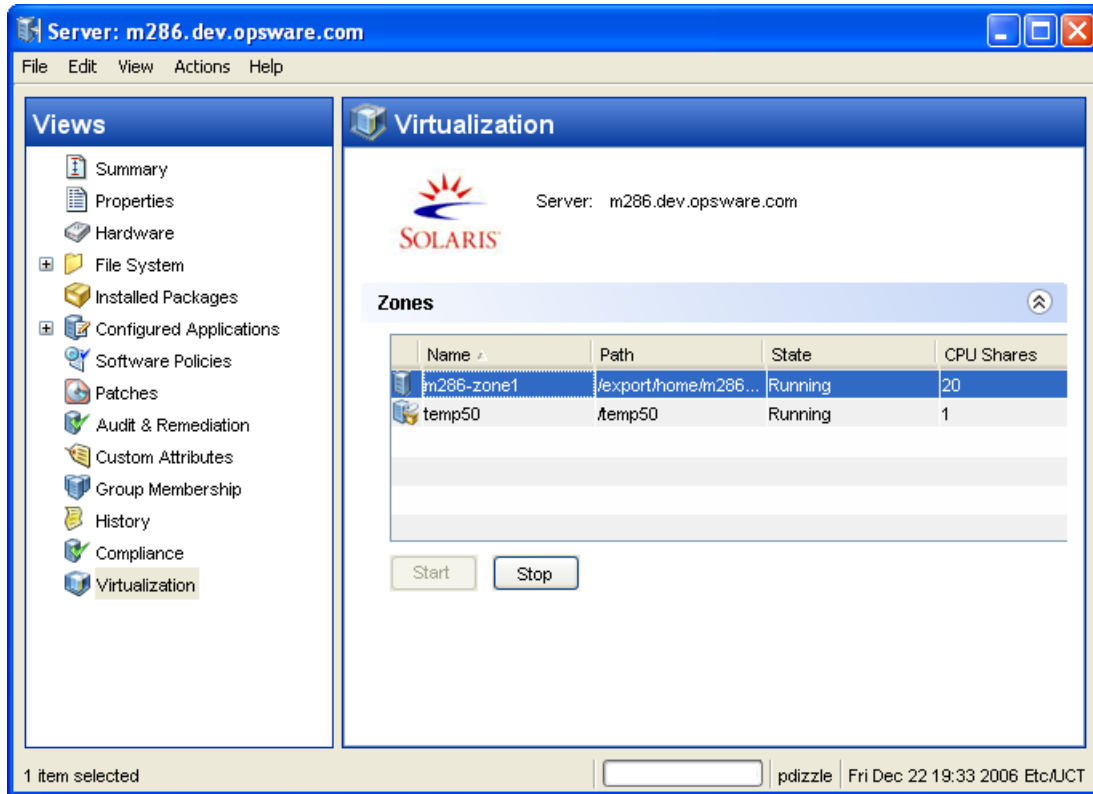 Server: m286.dev.opsware.com
File Edit View Actions Help
Views
Summary
Properties
Hardware
File System
Installed Packages
Configured Applications
Software Policies
Patches
Audit & Remediation
Custom Attributes
Group Membership
History
Compliance
Virtualization
Virtualization
SOLARIS
Server: m286.dev.opsware.com
Zones
Name Path State CPU Shares
m286-zone1 /export/home/m286... Running 20
temp50 /temp50 Running 1
Start Stop
1 item selected pdizzle Fri Dec 22 19:33 2006 Etc/UCT